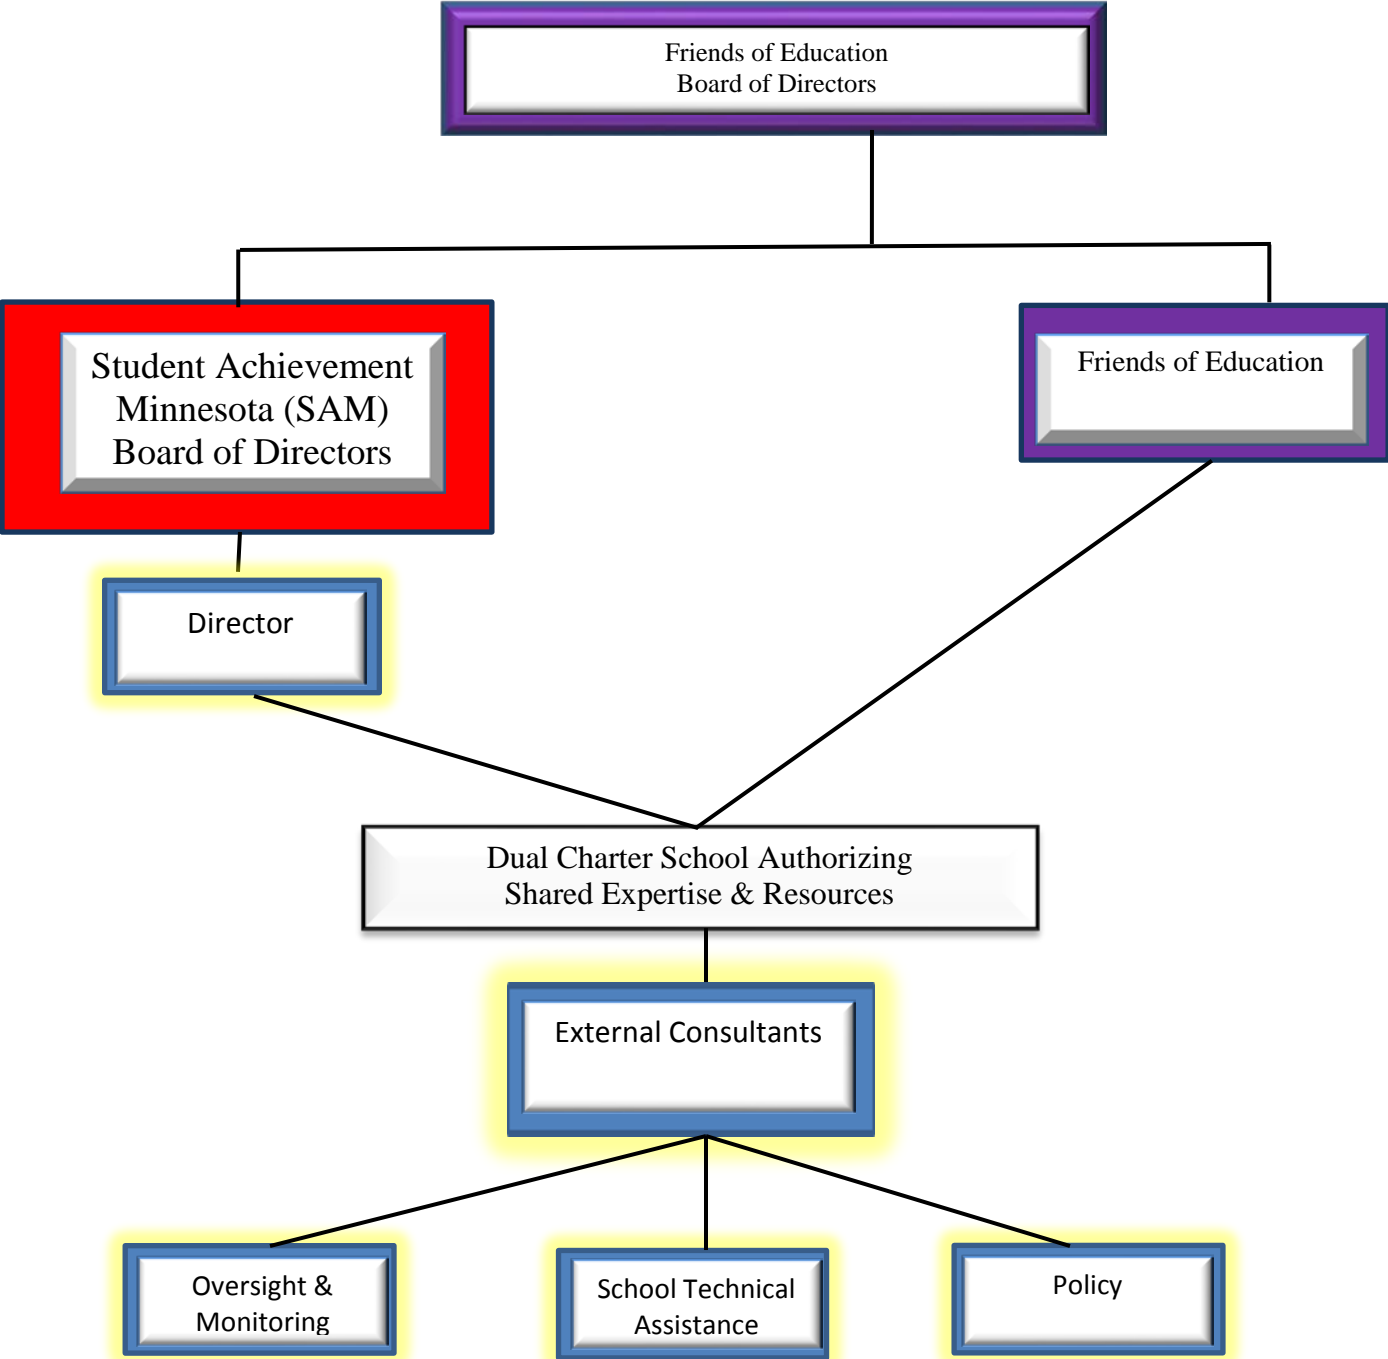 Friends of Education
Board of Directors
Student Achievement
Minnesota (SAM)
Board of Directors
Friends of Education
Director
Dual Charter School Authorizing
Shared Expertise & Resources
External Consultants
Oversight &
Monitoring
School Technical
Assistance
Policy